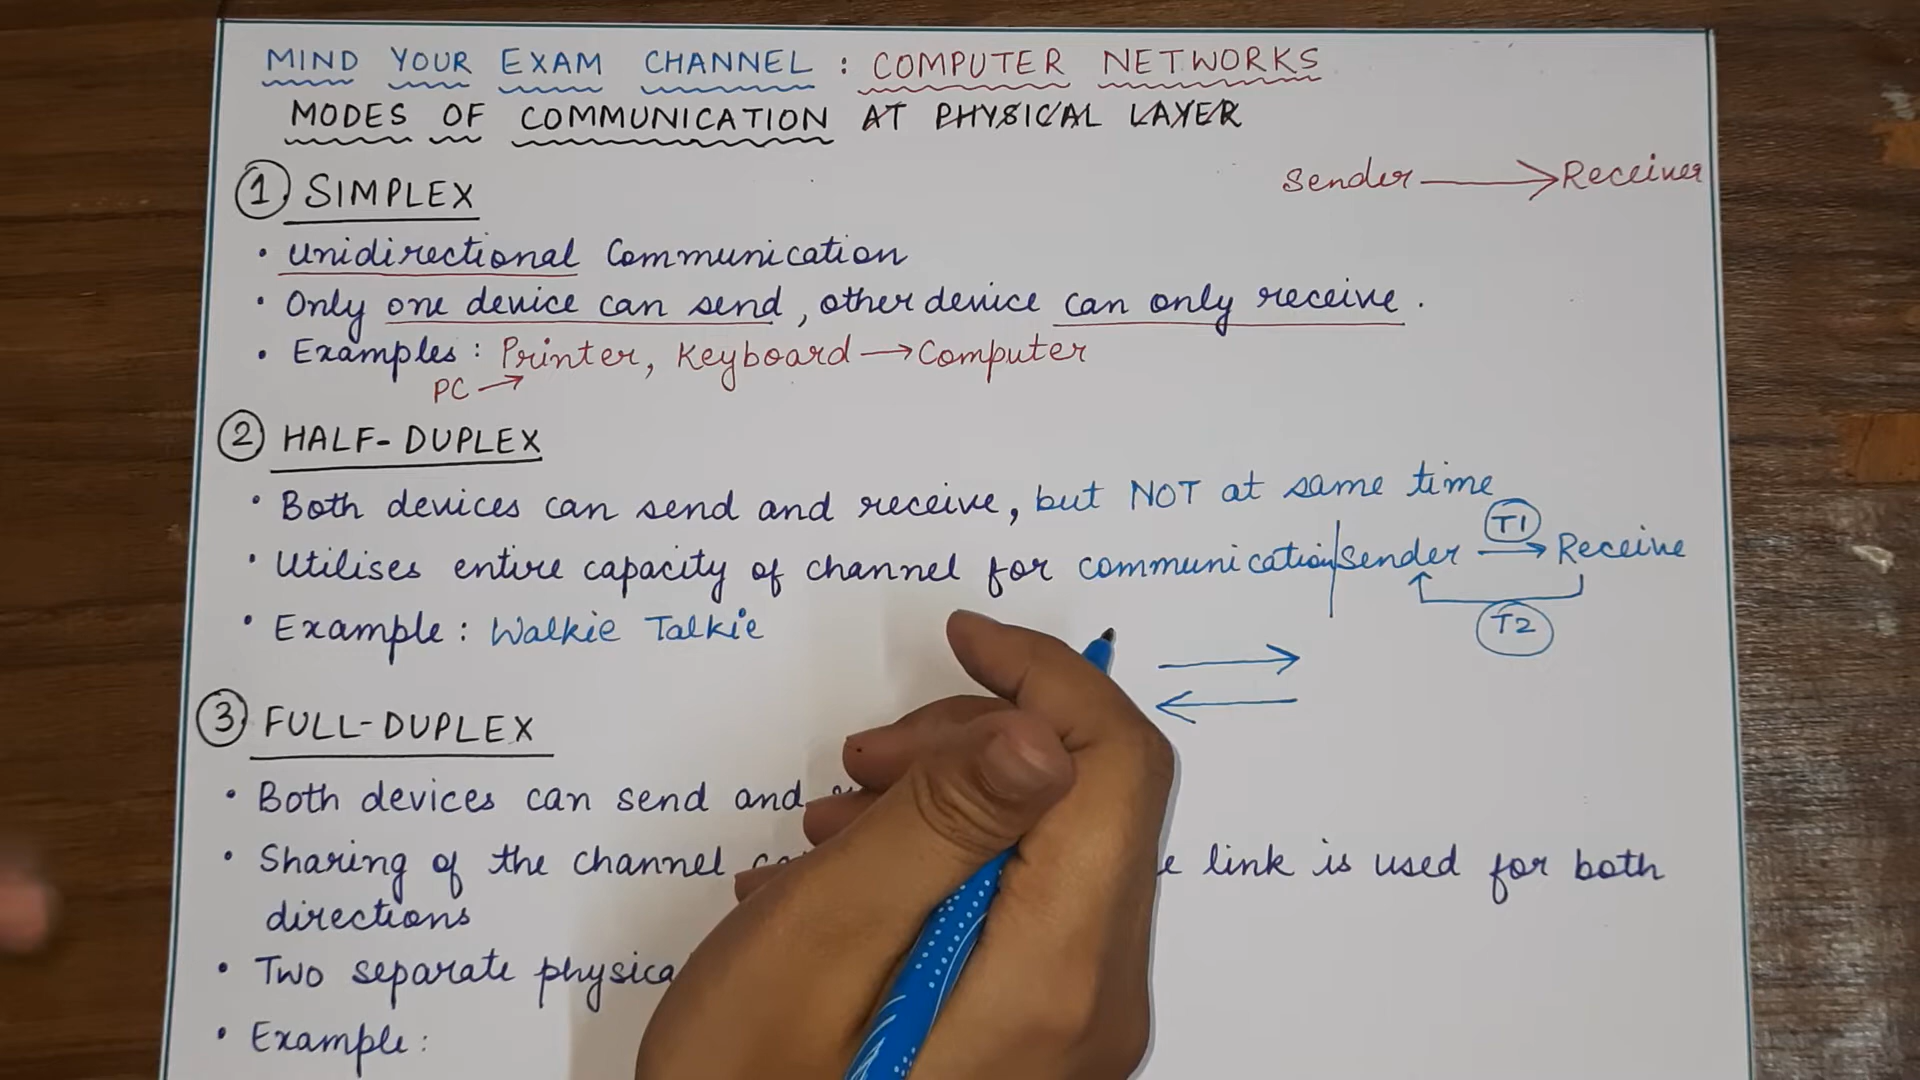 MIND YOUR EXAM CHANNEL : COMPUTER NETWORKS
MODES OF COMMUNICATION AT PHYSICAL LAYER
Sender → Receiver
① SIMPLEX
• Unidirectional Communication
• Only one device can send, other device can only receive.
• Examples: Printer, Keyboard → Computer
PC →
② HALF-DUPLEX
• Both devices can send and receive, but NOT at same time
T1
• Utilises entire capacity of channel for communication
Sender → Receive
T2
• Example: Walkie Talkie
③ FULL-DUPLEX
• Both devices can send and
• Sharing of the channel link is used for both
directions
• Two separate
• Example: